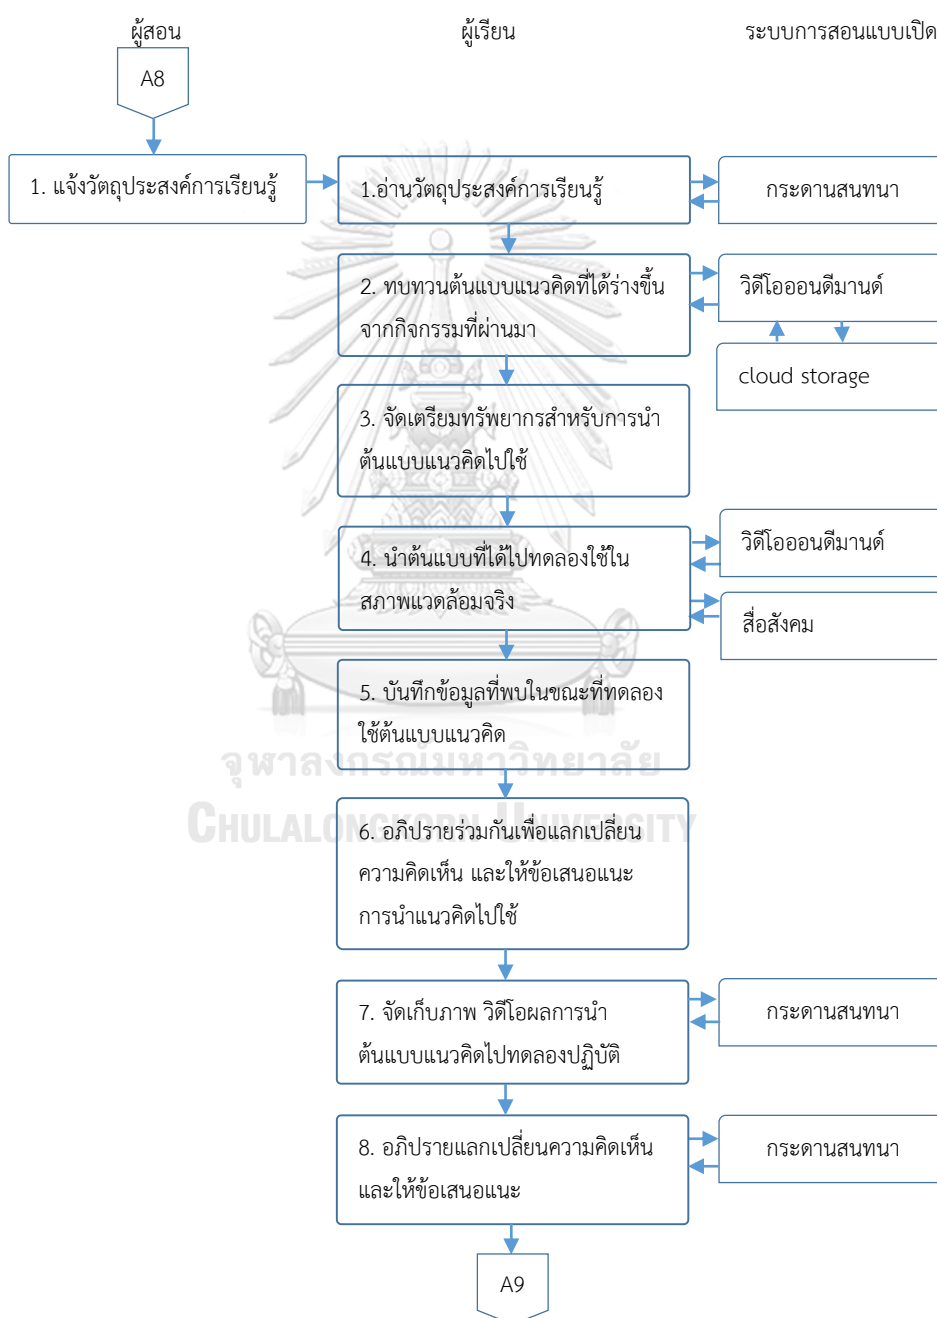 ผู้สอน
ผู้เรียน
ระบบการสอนแบบเปิด
A8
1. แจ้งวัตถุประสงค์การเรียนรู้
1.อ่านวัตถุประสงค์การเรียนรู้
กระดานสนทนา
2. ทบทวนต้นแบบแนวคิดที่ได้ร่างขึ้น
จากกิจกรรมที่ผ่านมา
วิดีโอออนดีมานด์
cloud storage
3. จัดเตรียมทรัพยากรสำหรับการนำ
ต้นแบบแนวคิดไปใช้
4. นำต้นแบบที่ได้ไปทดลองใช้ใน
สภาพแวดล้อมจริง
วิดีโอออนดีมานด์
สื่อสังคม
5. บันทึกข้อมูลที่พบในขณะที่ทดลอง
ใช้ต้นแบบแนวคิด
จุฬาลงกรณ์มหาวิทยาลัย
CHULALONGKORN UNIVERSITY
6. อภิปรายร่วมกันเพื่อแลกเปลี่ยน
ความคิดเห็น และให้ข้อเสนอแนะ
การนำแนวคิดไปใช้
7. จัดเก็บภาพ วิดีโอผลการนำ
ต้นแบบแนวคิดไปทดลองปฏิบัติ
กระดานสนทนา
8. อภิปรายแลกเปลี่ยนความคิดเห็น
และให้ข้อเสนอแนะ
กระดานสนทนา
A9